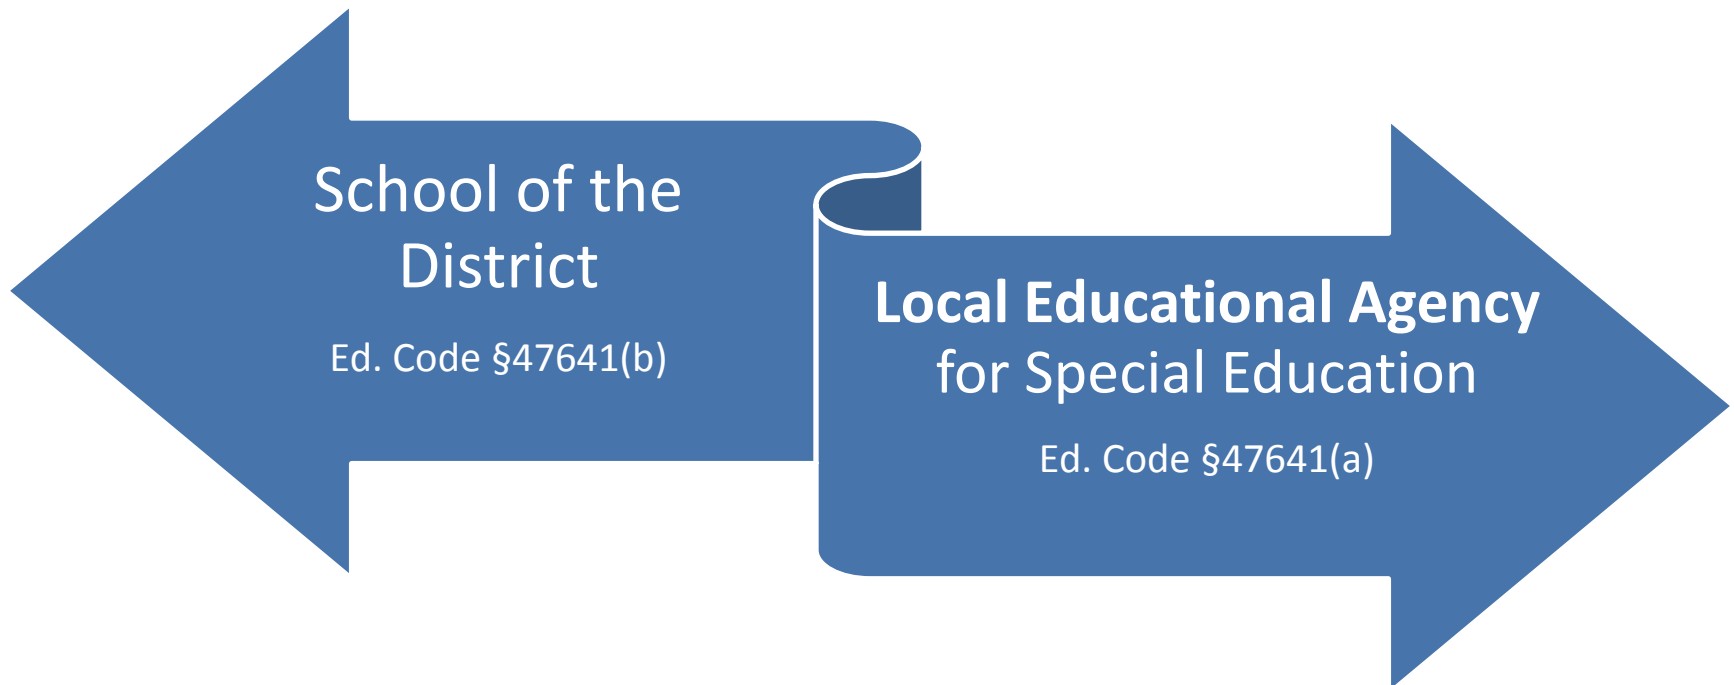 School of the
District
Ed. Code §47641(b)
Local Educational Agency
for Special Education
Ed. Code §47641(a)